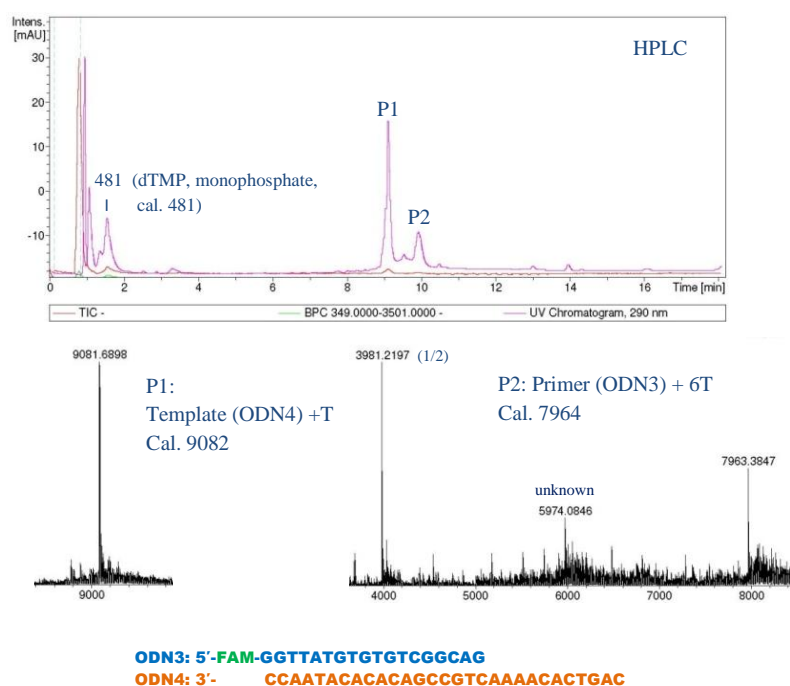 Intens.
[mAU]
HPLC
30
20
10
0
-10
P1
P2
481 (dTMP, monophosphate,
cal. 481)
0 2 4 6 8 10 12 14 16 Time [min]
TIC - BPC 349.0000-3501.0000 - UV Chromatogram, 290 nm
9081.6898
P1:
Template (ODN4) +T
Cal. 9082
9000
3981.2197 (1/2)
P2: Primer (ODN3) + 6T
Cal. 7964
7963.3847
unknown
5974.0846
4000 5000 6000 7000 8000
ODN3: 5′-FAM-GGTTATGTGTGTCGGCAG
ODN4: 3′- CCAATACACACAGCCGTCAAAACACTGAC